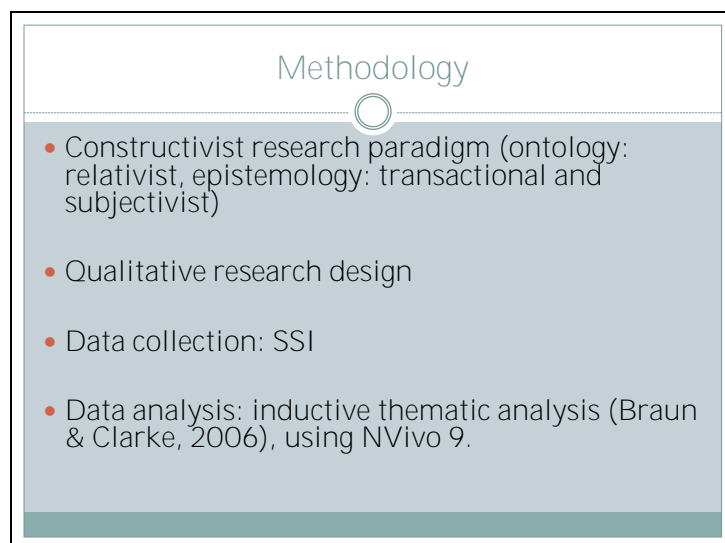 Methodology
• Constructivist research paradigm (ontology:
relativist, epistemology: transactional and
subjectivist)
• Qualitative research design
• Data collection: SSI
• Data analysis: inductive thematic analysis (Braun
& Clarke, 2006), using NVivo 9.